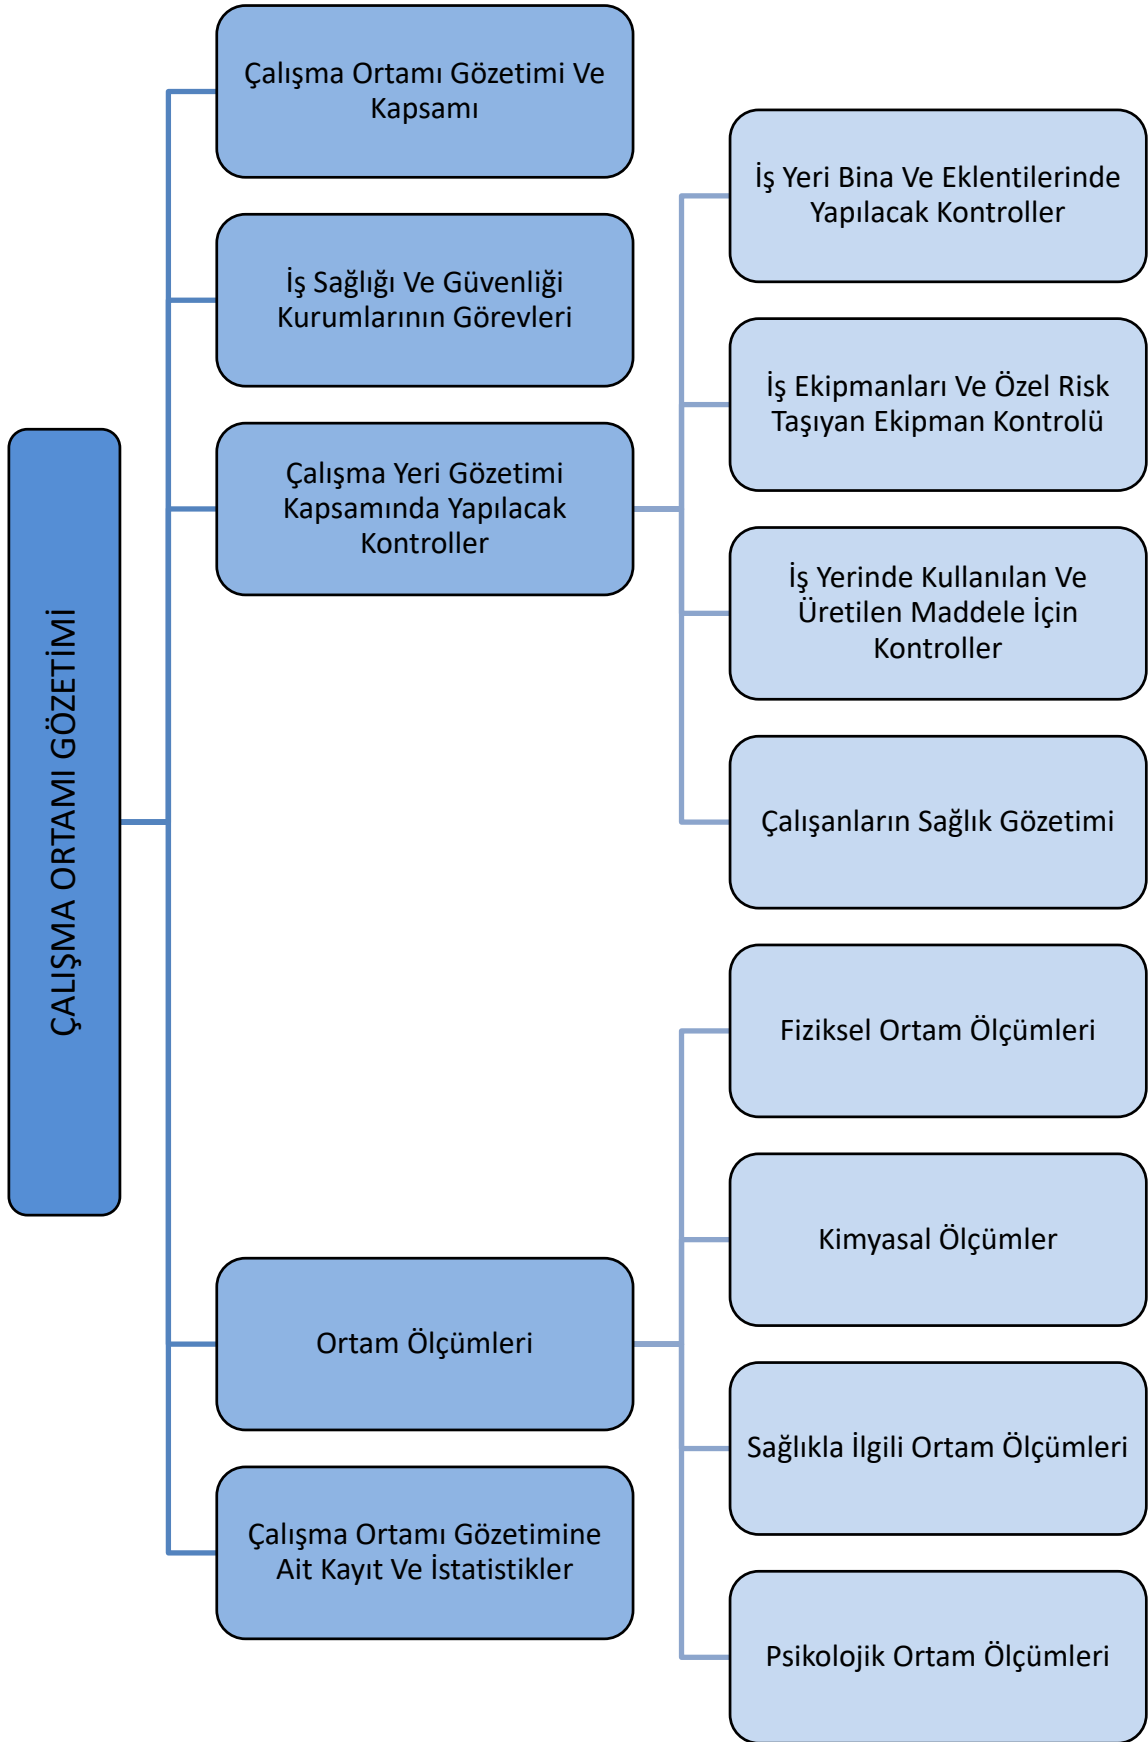 ÇALIŞMA ORTAMI GÖZETİMİ
Çalışma Ortamı Gözetimi Ve
Kapsamı
İş Sağlığı Ve Güvenliği
Kurumlarının Görevleri
Çalışma Yeri Gözetimi
Kapsamında Yapılacak
Kontroller
İş Yeri Bina Ve Eklentilerinde
Yapılacak Kontroller
İş Ekipmanları Ve Özel Risk
Taşıyan Ekipman Kontrolü
İş Yerinde Kullanılan Ve
Üretilen Maddele İçin
Kontroller
Çalışanların Sağlık Gözetimi
Ortam Ölçümleri
Fiziksel Ortam Ölçümleri
Kimyasal Ölçümler
Sağlıkla İlgili Ortam Ölçümleri
Psikolojik Ortam Ölçümleri
Çalışma Ortamı Gözetimine
Ait Kayıt Ve İstatistikler